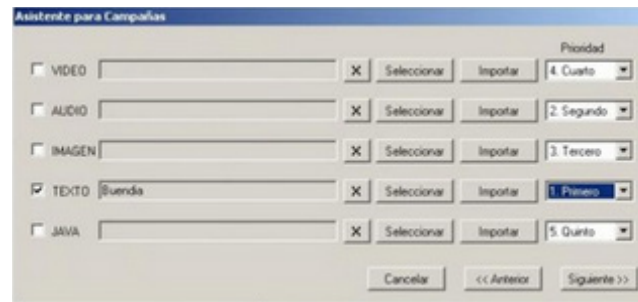 Asistente para Campañas
Prioridad
VIDEO X Seleccionar Importar 4. Cuarto
AUDIO X Seleccionar Importar 2. Segundo
IMAGEN X Seleccionar Importar 3. Tercero
TEXTO Buendia X Seleccionar Importar 1. Primero
JAVA X Seleccionar Importar 5. Quinto
Cancelar << Anterior Siguiente >>